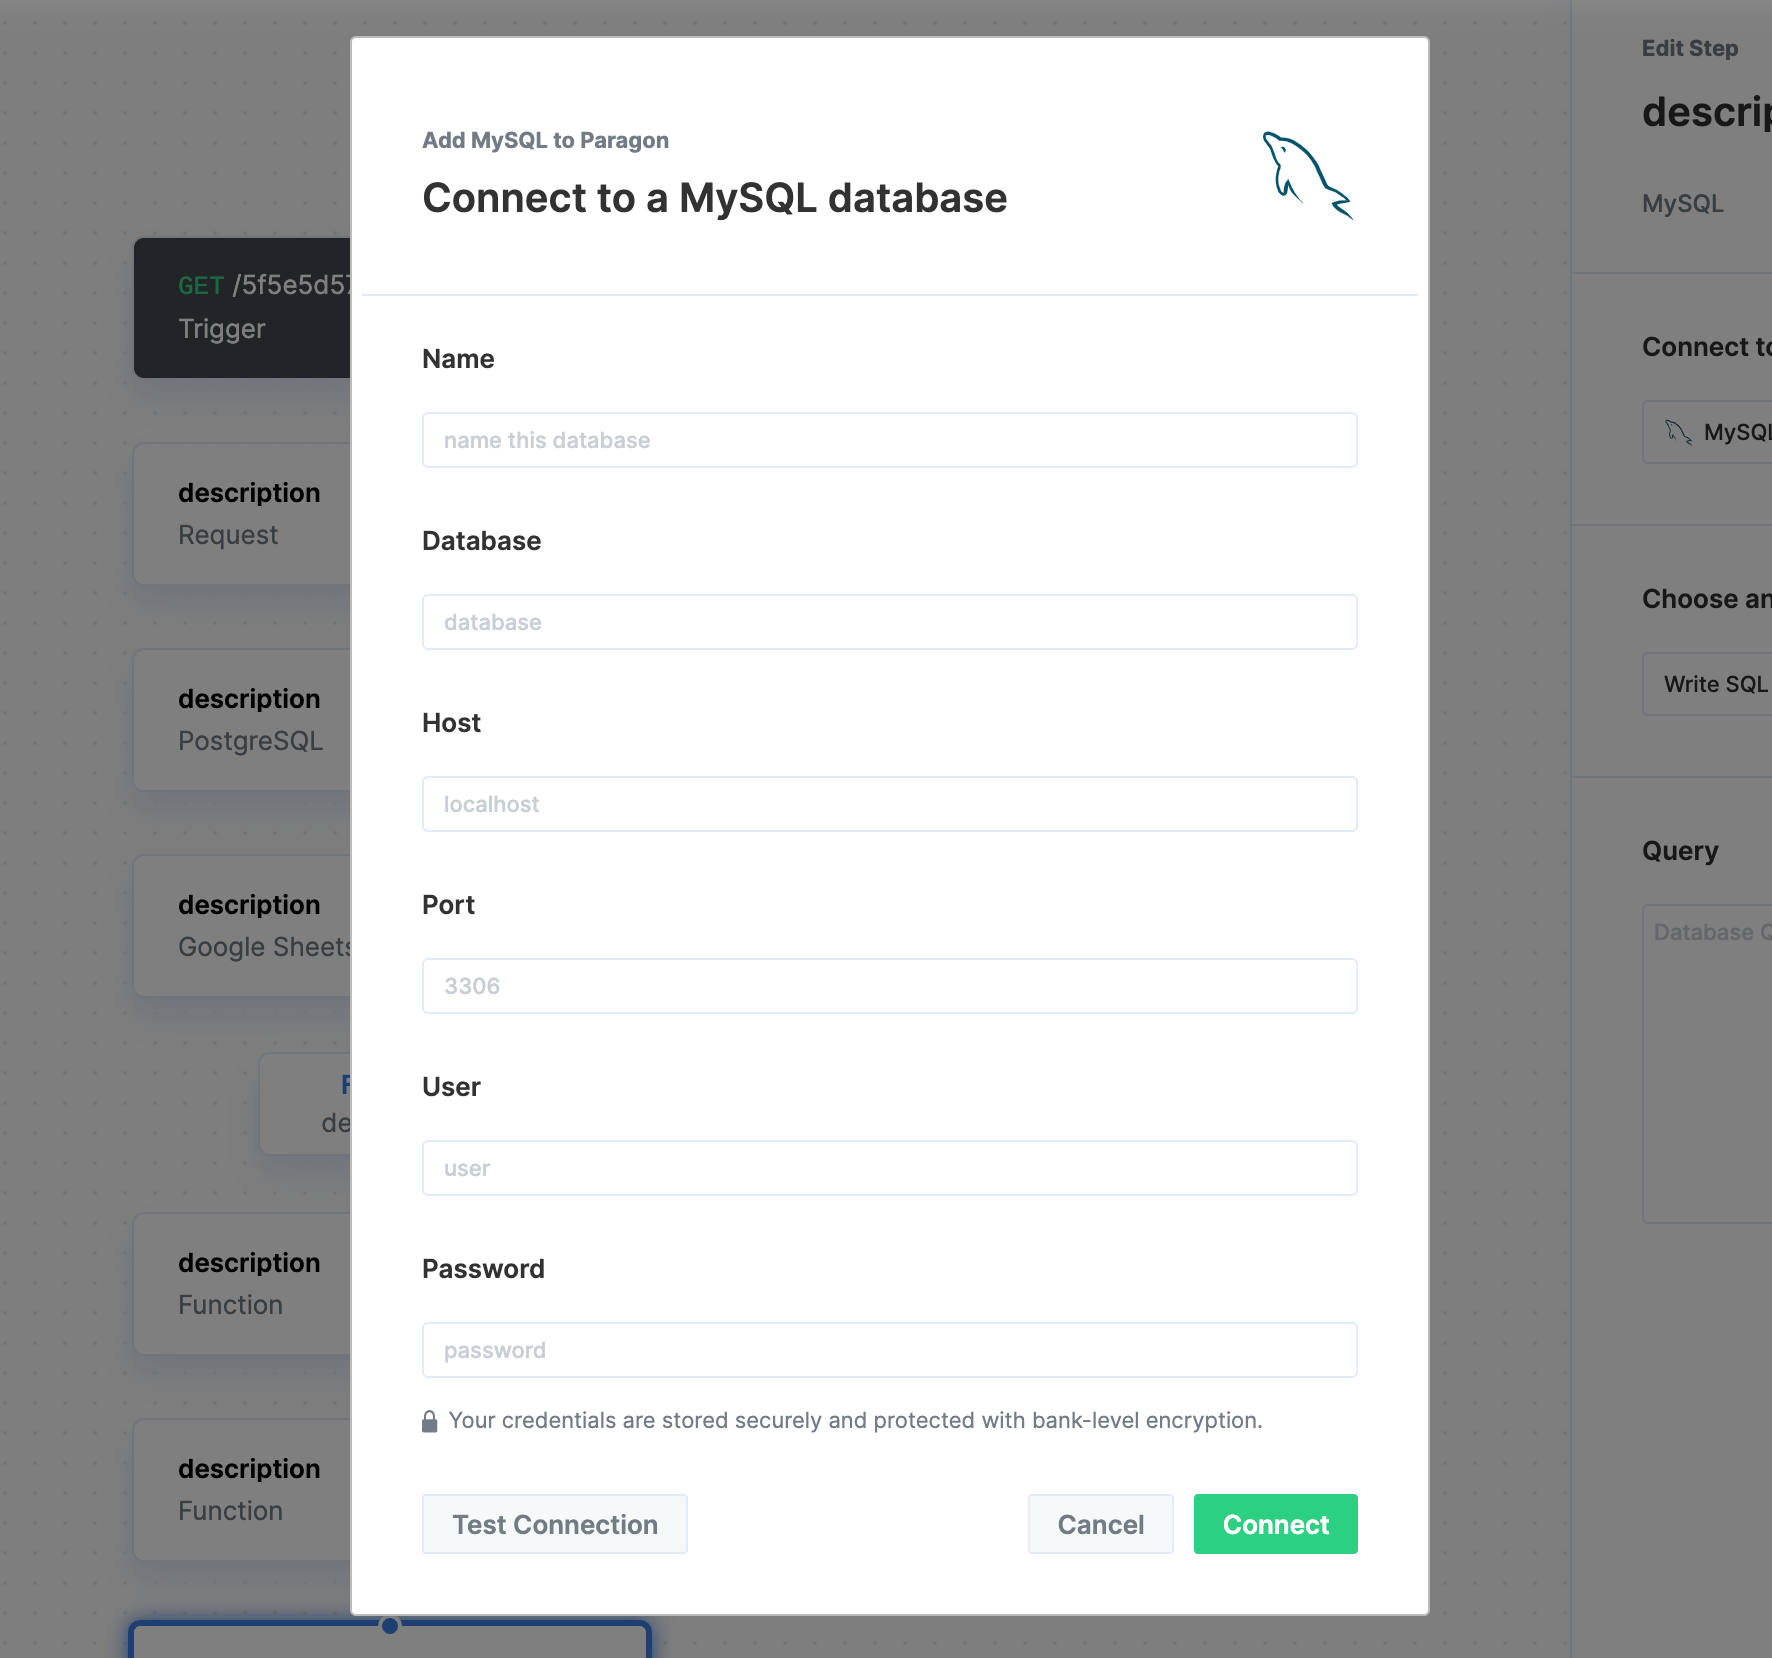 Add MySQL to Paragon
Connect to a MySQL database
Name
name this database
Database
database
Host
localhost
Port
3306
User
user
Password
password
Your credentials are stored securely and protected with bank-level encryption.
Test Connection
Cancel
Connect
GET /5f5e5d57
Trigger
description
Request
description
PostgreSQL
description
Google Sheets
F
de
description
Function
description
Function
Edit Step
descrip
MySQL
Connect to
MySQL
Choose an
Write SQL
Query
Database Q